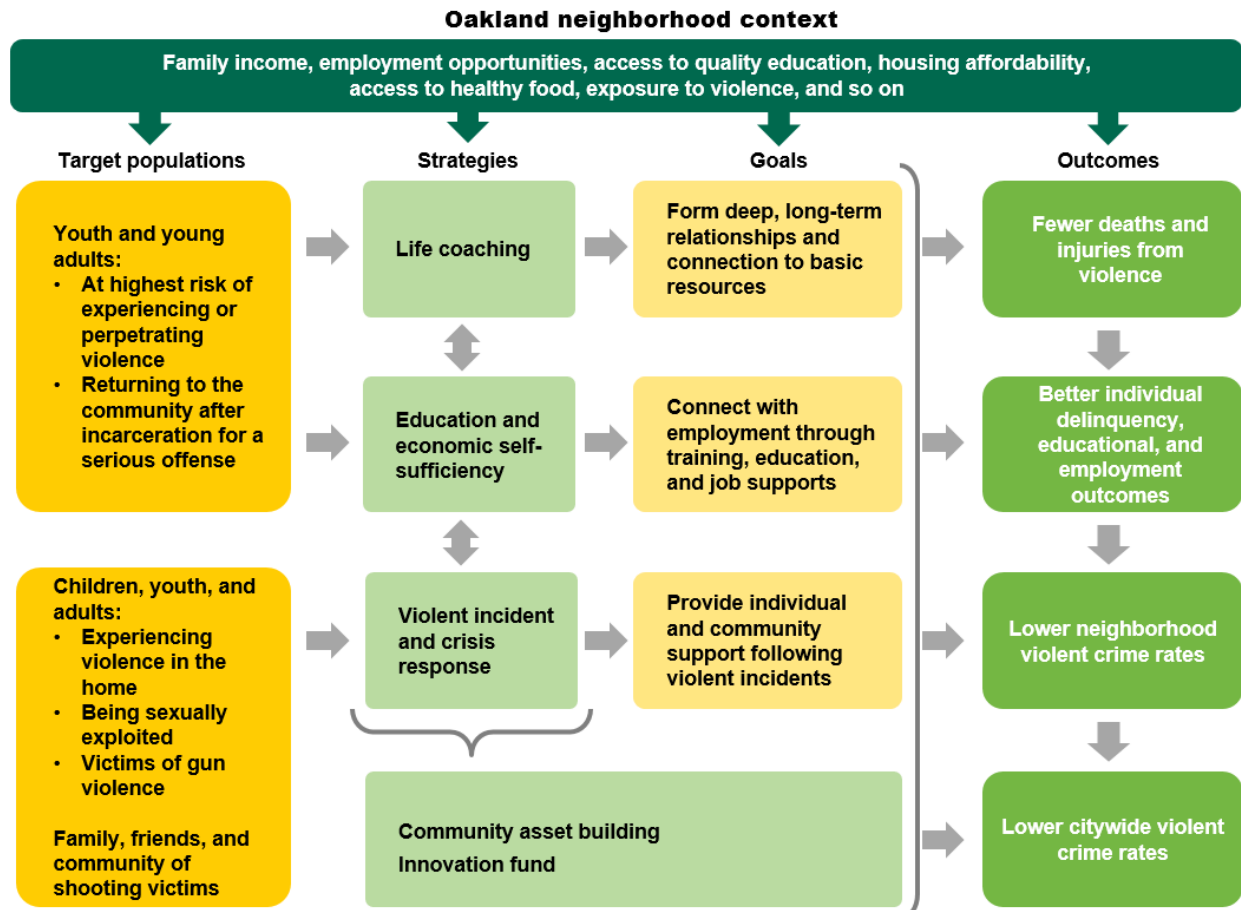 Oakland neighborhood context
Family income, employment opportunities, access to quality education, housing affordability,
access to healthy food, exposure to violence, and so on
Target populations
Strategies
Goals
Outcomes
Youth and young
adults:
• At highest risk of
experiencing or
perpetrating
violence
• Returning to the
community after
incarceration for a
serious offense
Life coaching
Form deep, long-term
relationships and
connection to basic
resources
Fewer deaths and
injuries from
violence
Education and
economic self-
sufficiency
Connect with
employment through
training, education,
and job supports
Better individual
delinquency,
educational, and
employment
outcomes
Children, youth, and
adults:
• Experiencing
violence in the
home
• Being sexually
exploited
• Victims of gun
violence
Family, friends, and
community of
shooting victims
Violent incident
and crisis
response
Provide individual
and community
support following
violent incidents
Lower neighborhood
violent crime rates
Community asset building
Innovation fund
Lower citywide violent
crime rates